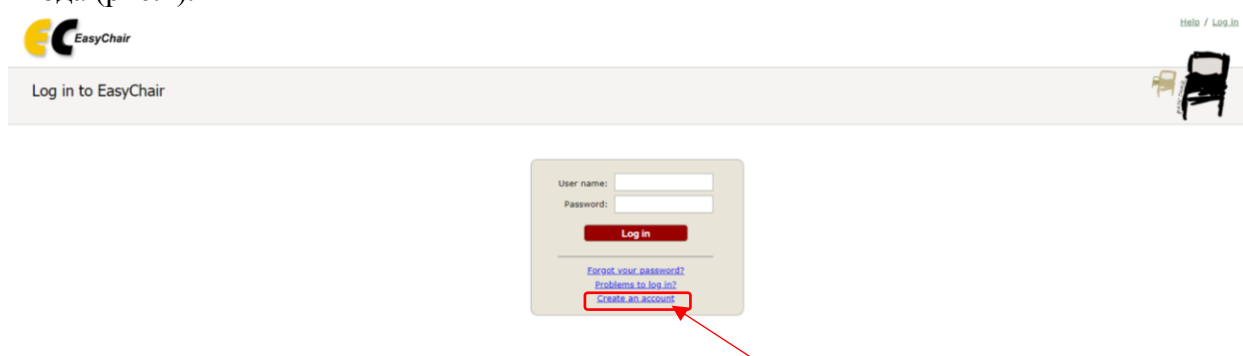 EasyChair
Help / Log in
Log in to EasyChair
User name:
Password:
Log in
Forgot your password?
Problems to log in?
Create an account